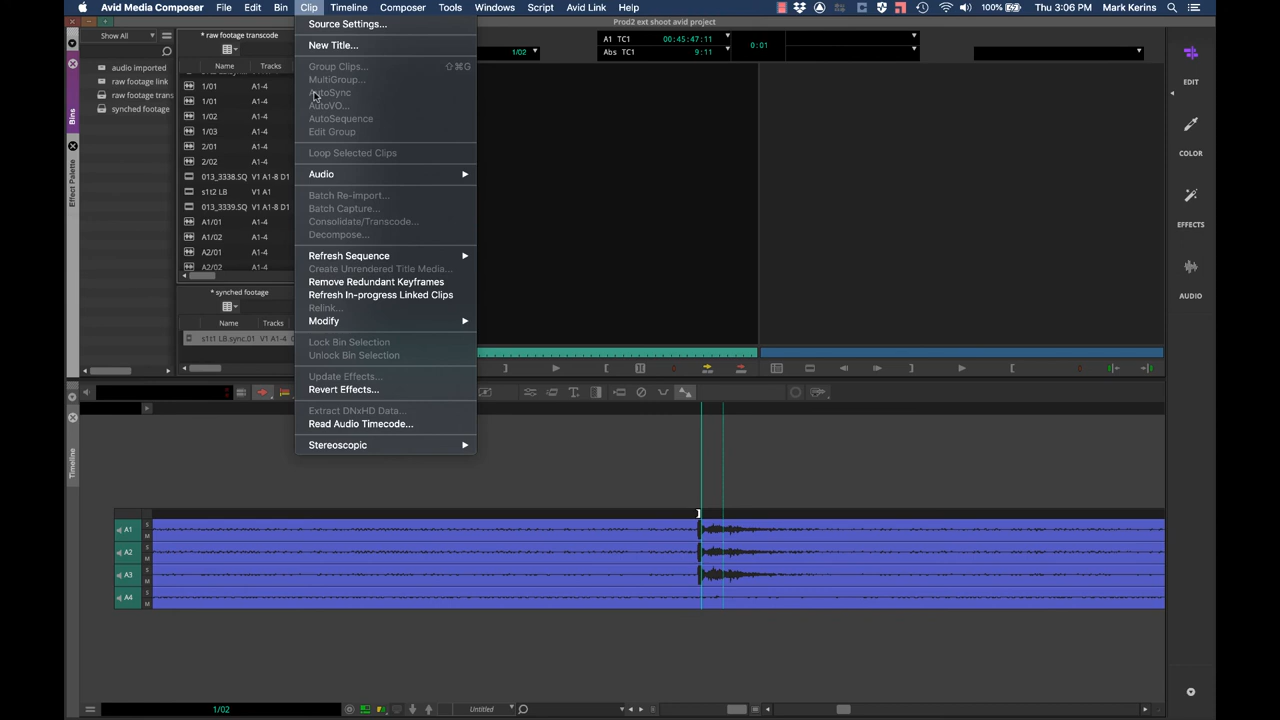 Avid Media Composer File Edit Bin Clip Timeline Composer Tools Windows Script Avid Link Help 100% Thu 3:06 PM Mark Kerins
Prod2 ext shoot avid project
Show All
audio imported
raw footage link
raw footage trans
synched footage
Bins
Effect Palette
* raw footage transcode
Name Tracks
1/01 A1-4
1/01 A1-4
1/02 A1-4
1/03 A1-4
2/01 A1-4
2/02 A1-4
013_3338.SQ V1 A1-8 D1
s1t2 LB V1 A1
013_3339.SQ V1 A1-8 D1
A1/01 A1-4
A1/02 A1-4
A2/01 A1-4
A2/02 A1-4
* synched footage
Name Tracks
s1t1 LB.sync.01 V1 A1-4
Source Settings...
New Title...
Group Clips... ⇧⌘G
MultiGroup...
AutoSync
AutoVO...
AutoSequence
Edit Group
Loop Selected Clips
Audio
Batch Re-import...
Batch Capture...
Consolidate/Transcode...
Decompose...
Refresh Sequence
Create Unrendered Title Media...
Remove Redundant Keyframes
Refresh In-progress Linked Clips
Relink...
Modify
Lock Bin Selection
Unlock Bin Selection
Update Effects...
Revert Effects...
Extract DNxHD Data...
Read Audio Timecode...
Stereoscopic
1/02
A1 TC1 00:45:47:11
Abs TC1 9:11
0:01
EDIT
COLOR
EFFECTS
AUDIO
Timeline
A1 S M
A2 S M
A3 S M
A4 S M
1/02
Untitled